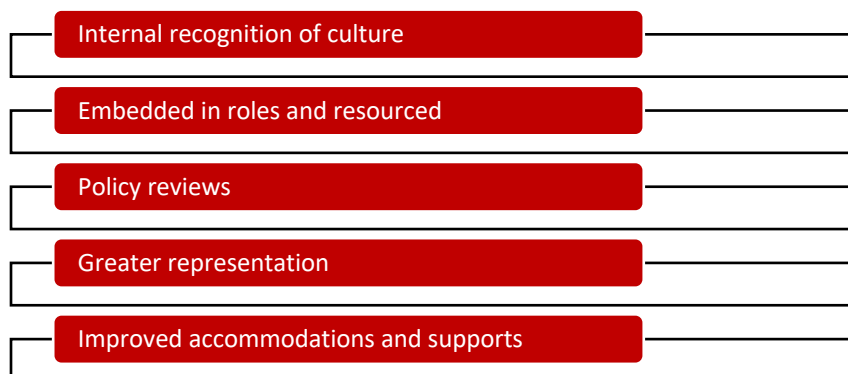 Internal recognition of culture
Embedded in roles and resourced
Policy reviews
Greater representation
Improved accommodations and supports